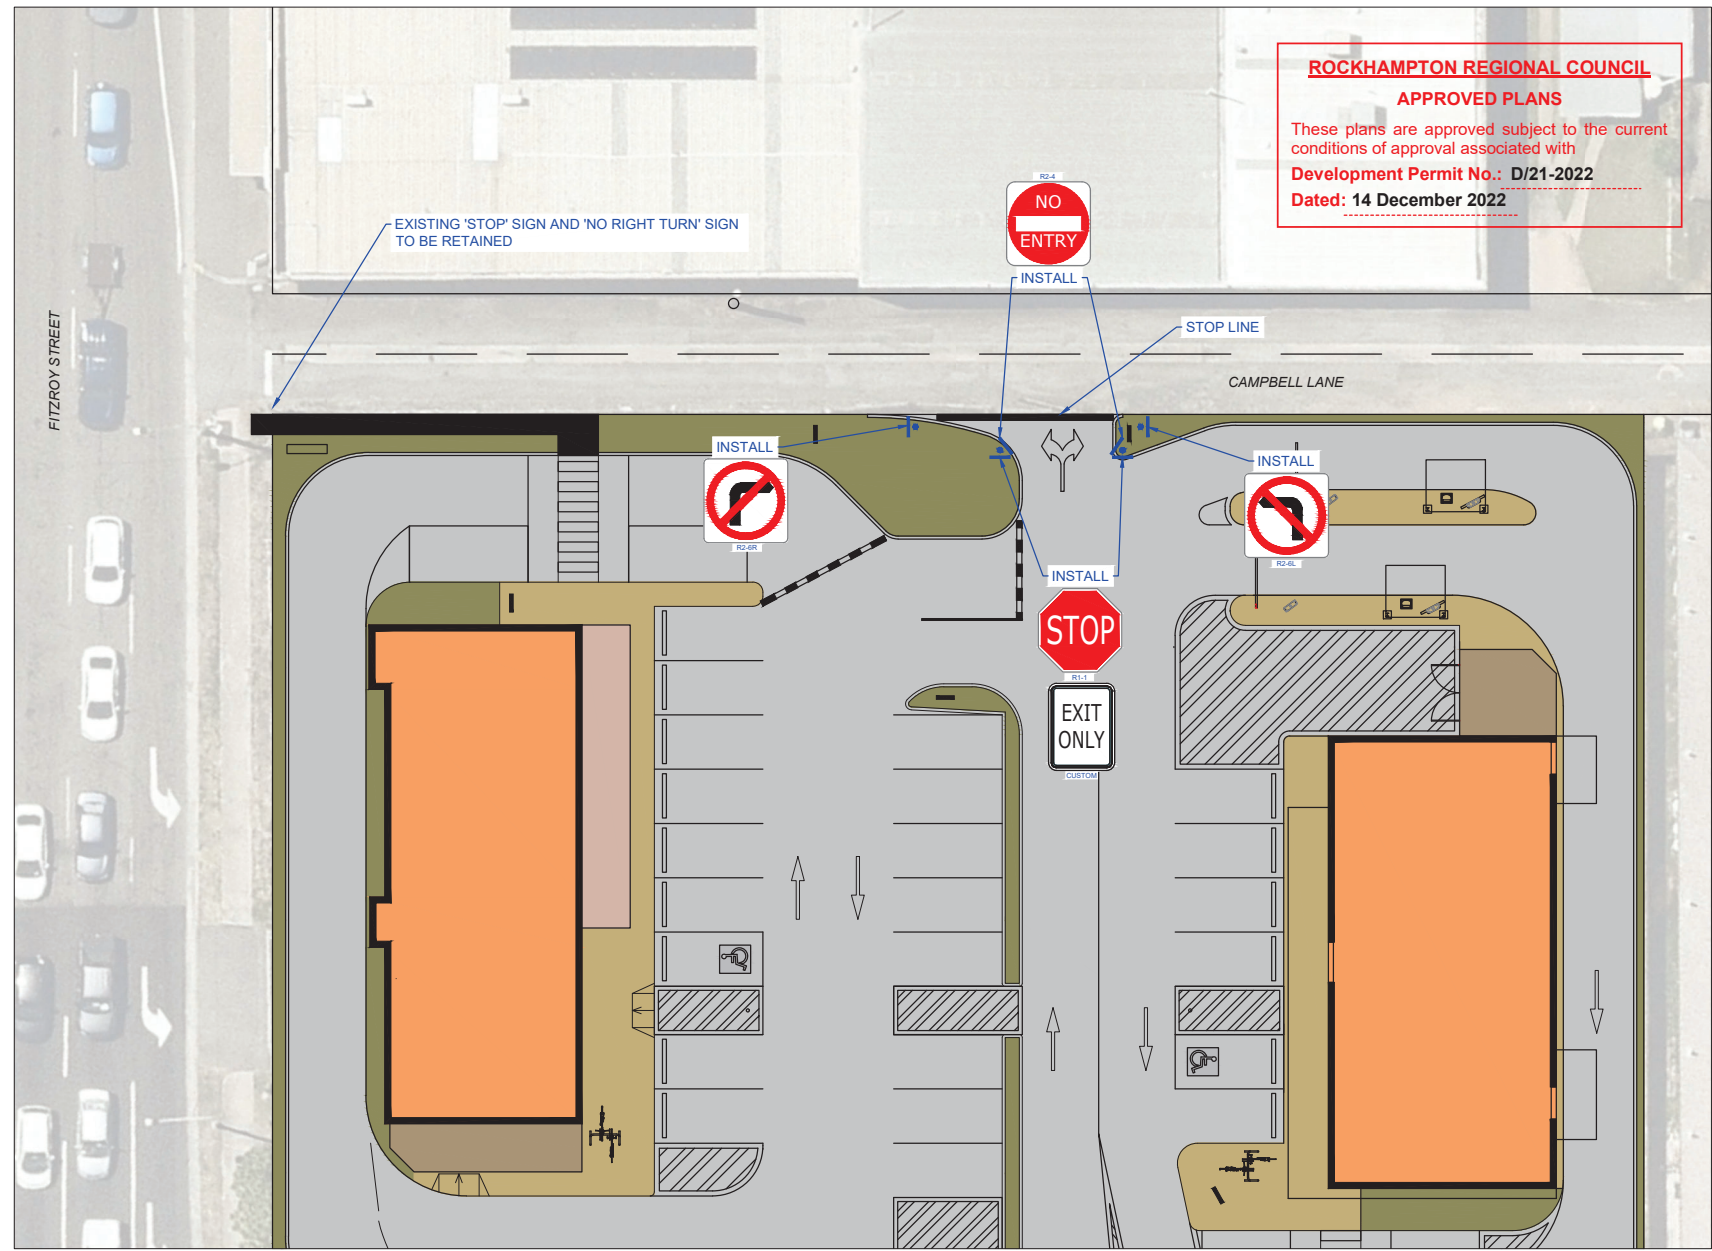 ROCKHAMPTON REGIONAL COUNCIL
APPROVED PLANS
These plans are approved subject to the current
conditions of approval associated with
Development Permit No.: D/21-2022
Dated: 14 December 2022
R2-4
NO
ENTRY
INSTALL
EXISTING 'STOP' SIGN AND 'NO RIGHT TURN' SIGN
TO BE RETAINED
FITZROY STREET
STOP LINE
CAMPBELL LANE
INSTALL
R2-6R
INSTALL
R2-6L
INSTALL
STOP
R1-1
EXIT
ONLY
CUSTOM